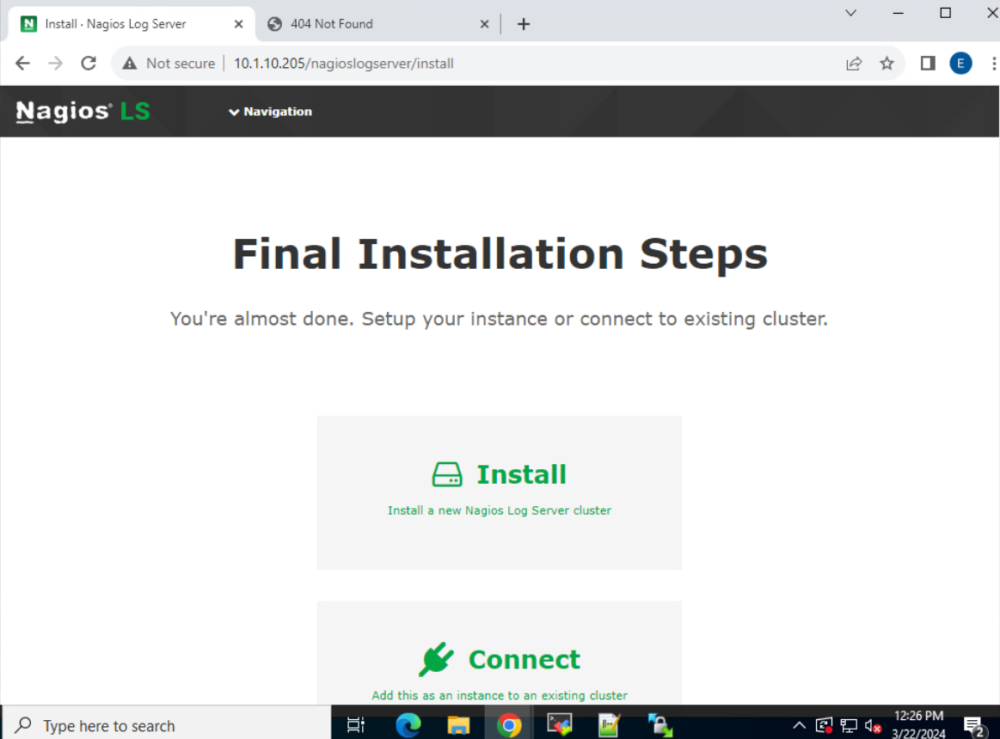 Install · Nagios Log Server
404 Not Found
Not secure
10.1.10.205/nagioslogserver/install
E
Nagios® LS
Navigation
Final Installation Steps
You're almost done. Setup your instance or connect to existing cluster.
Install
Install a new Nagios Log Server cluster
Connect
Add this as an instance to an existing cluster
Type here to search
12:26 PM
3/22/2024
2